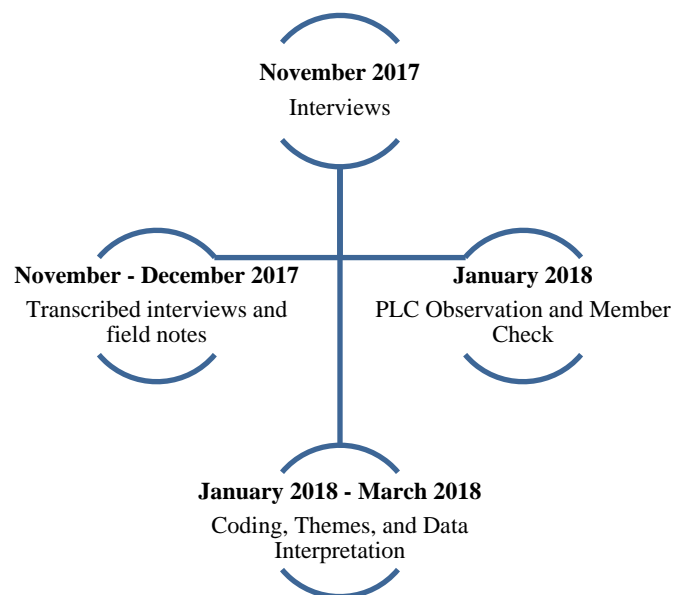 November 2017
Interviews
November - December 2017
Transcribed interviews and
field notes
January 2018
PLC Observation and Member
Check
January 2018 - March 2018
Coding, Themes, and Data
Interpretation